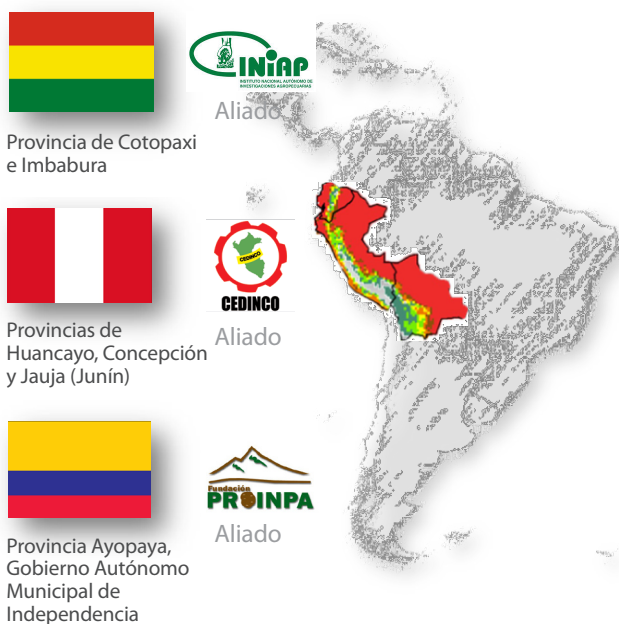 INIAP
INSTITUTO NACIONAL AUTÓNOMO DE
INVESTIGACIONES AGROPECUARIAS
Aliado
Provincia de Cotopaxi
e Imbabura
CEDINCO
CEDINCO
Aliado
Provincias de
Huancayo, Concepción
y Jauja (Junín)
Fundación
PROINPA
Aliado
Provincia Ayopaya,
Gobierno Autónomo
Municipal de
Independencia